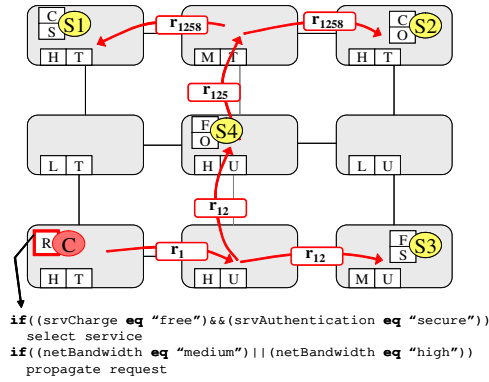 C S S1 r1258 r1258 C O S2
H T M T H T
r125
F O S4
L T H U L U
r12
R C r1 r12 F S S3
H T H U M U
if((srvCharge eq “free”)&&(srvAuthentication eq “secure”))
select service
if((netBandwidth eq “medium”)||(netBandwidth eq “high”))
propagate request